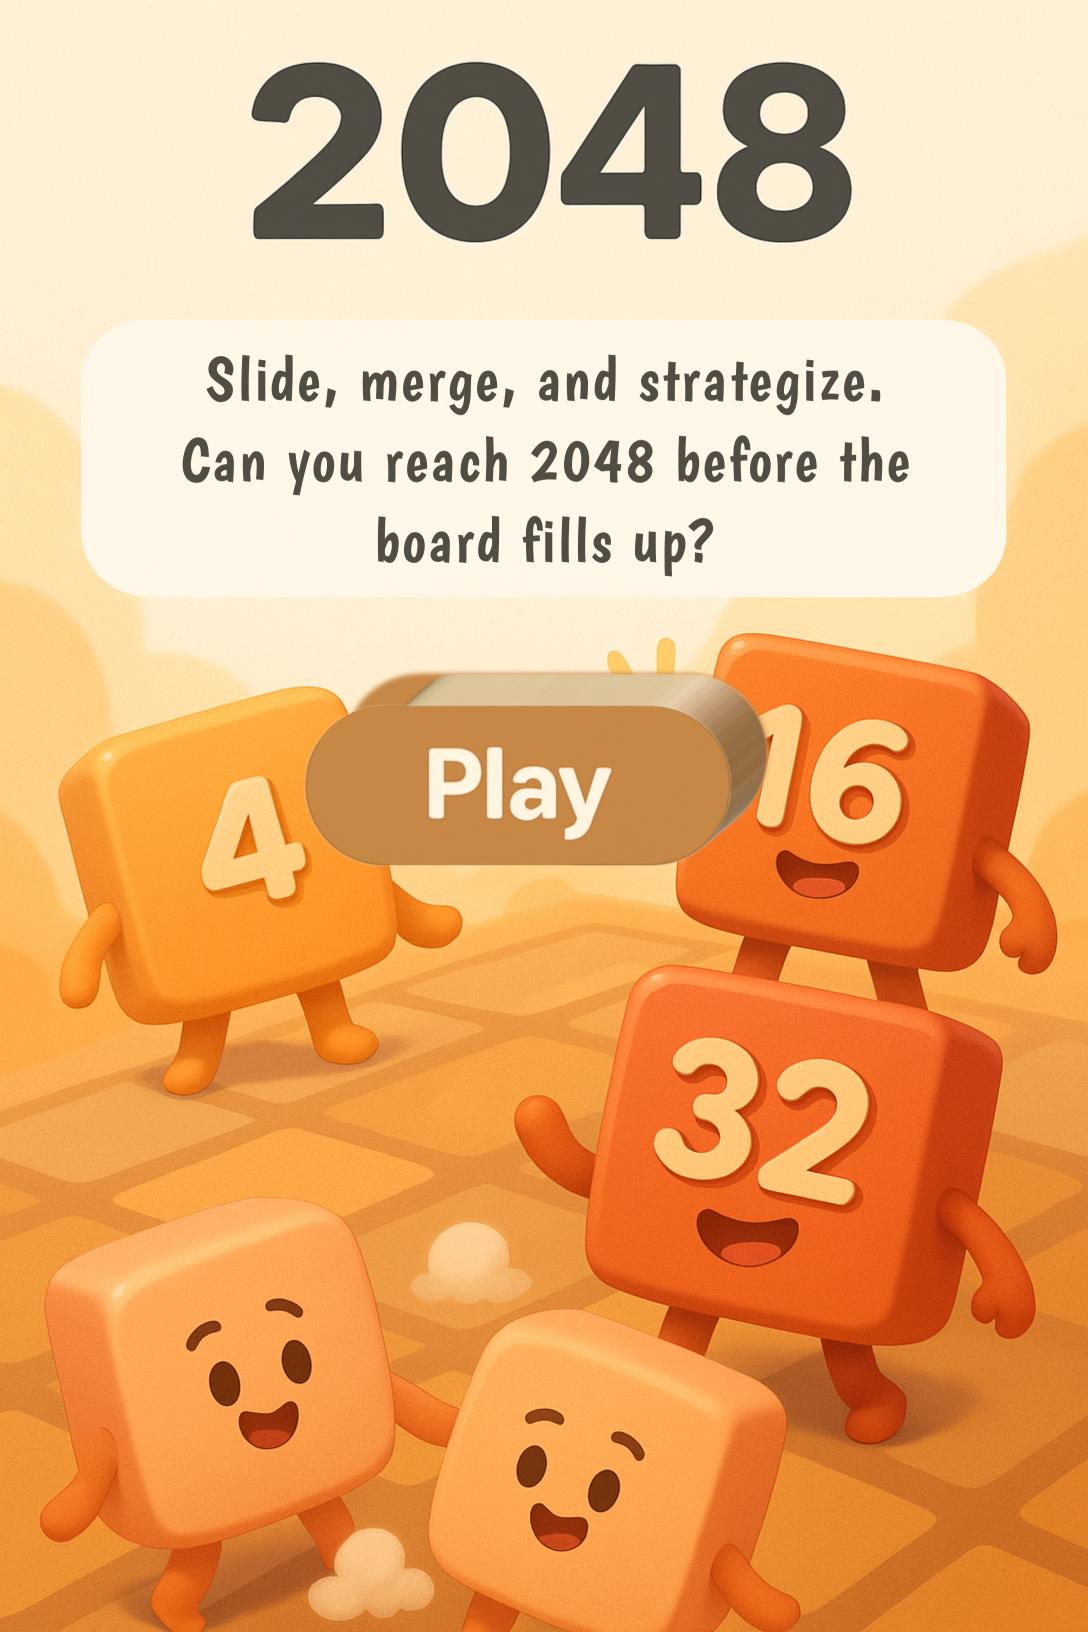 2048
Slide, merge, and strategize.
Can you reach 2048 before the
board fills up?
Play
4
16
32